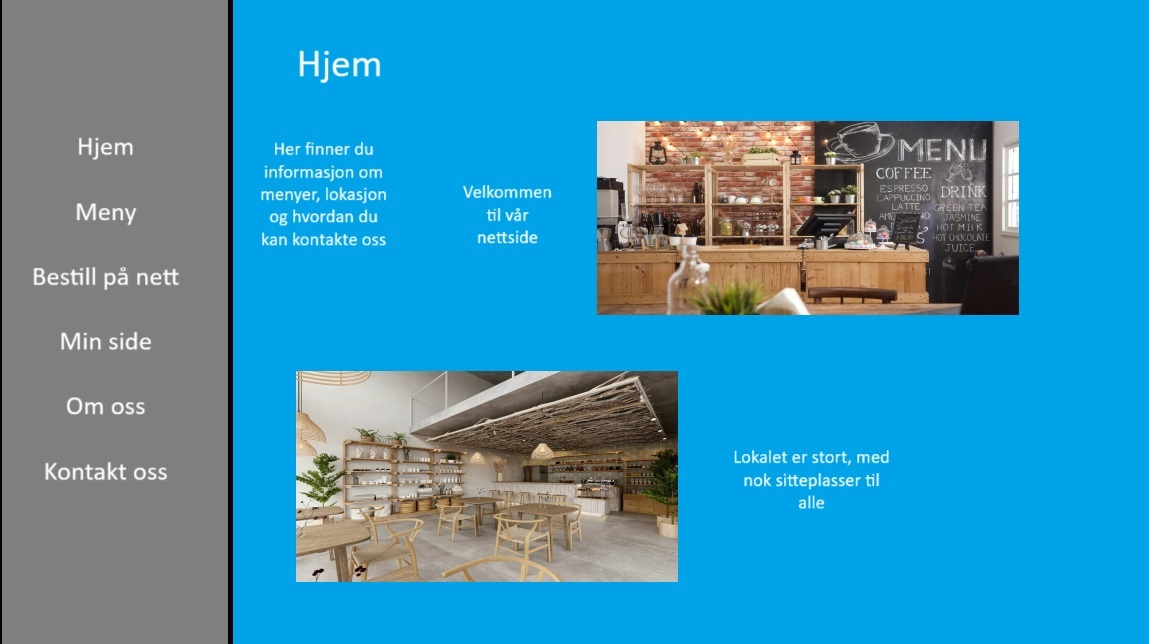 Hjem
Meny
Bestill på nett
Min side
Om oss
Kontakt oss
Hjem
Her finner du
informasjon om
menyer, lokasjon
og hvordan du
kan kontakte oss
Velkommen
til vår
nettside
MENU
COFFEE
ESPRESSO
CAPPUCCINO
LATTE
DRINK
GREEN TEA
JASMINE
HOT MILK
HOT CHOCOLATE
JUICE
Lokalet er stort, med
nok sitteplasser til
alle